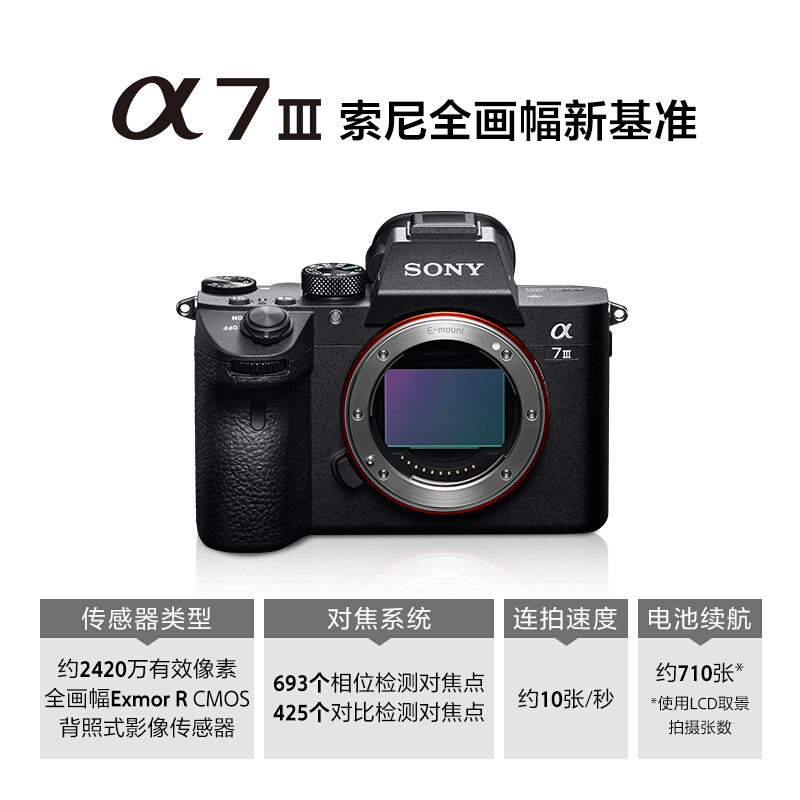 α7Ⅲ 索尼全画幅新基准
SONY
E-mount
ON
OFF
α
7Ⅲ
传感器类型
约2420万有效像素
全画幅Exmor R CMOS
背照式影像传感器
对焦系统
693个相位检测对焦点
425个对比检测对焦点
连拍速度
约10张/秒
电池续航
约710张*
*使用LCD取景
拍摄张数